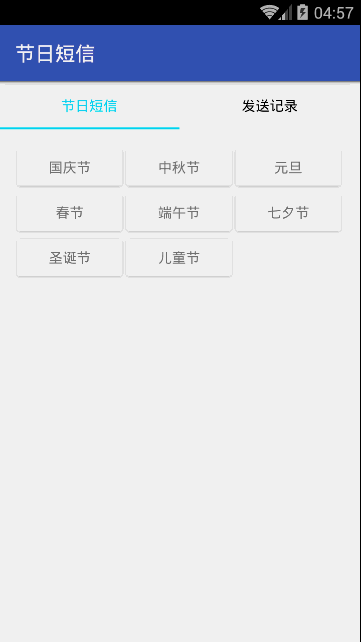 04:57
节日短信
节日短信 发送记录
国庆节 中秋节 元旦
春节 端午节 七夕节
圣诞节 儿童节